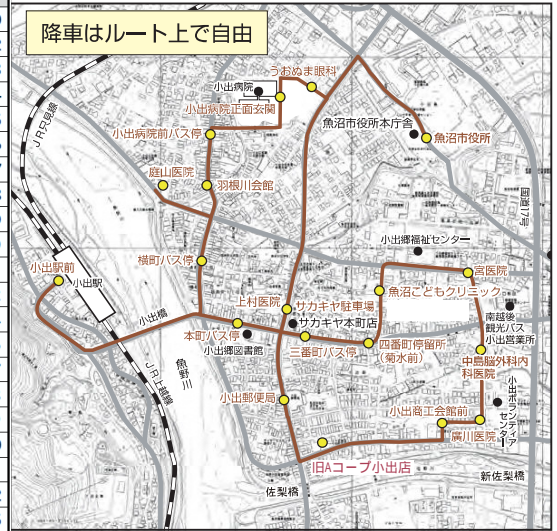 降車はルート上で自由
うおぬま眼科
小出病院
小出病院正面玄関
魚沼市役所本庁舎
魚沼市役所
小出病院前バス停
ＪＲ只見線
庭山医院
羽根川会館
国道17号
小出郷福祉センター
横町バス停
宮医院
小出駅前
小出駅
魚沼こどもクリニック
上村医院
サカキヤ駐車場
南越後
観光バス
小出営業所
小出橋
サカキヤ本町店
本町バス停
小出郷図書館
三番町バス停
四番町停留所
（菊水前）
中島脳外科内
科医院
魚野川
ＪＲ上越線
小出郵便局
小出商工会館前
小出ボランティア
センター
廣川医院
旧Aコープ小出店
新佐梨橋
佐梨橋